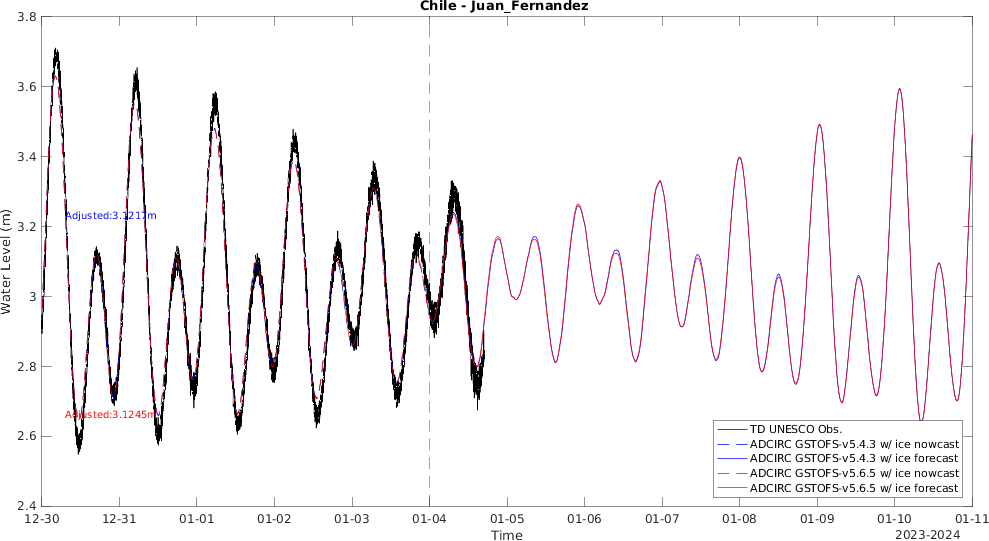 Chile - Juan_Fernandez
Water Level (m)
3.8
3.6
3.4
3.2
3
2.8
2.6
2.4
Adjusted:3.1217m
Adjusted:3.1245m
TD UNESCO Obs.
ADCIRC GSTOFS-v5.4.3 w/ ice nowcast
ADCIRC GSTOFS-v5.4.3 w/ ice forecast
ADCIRC GSTOFS-v5.6.5 w/ ice nowcast
ADCIRC GSTOFS-v5.6.5 w/ ice forecast
12-30 12-31 01-01 01-02 01-03 01-04 01-05 01-06 01-07 01-08 01-09 01-10 01-11
Time
2023-2024